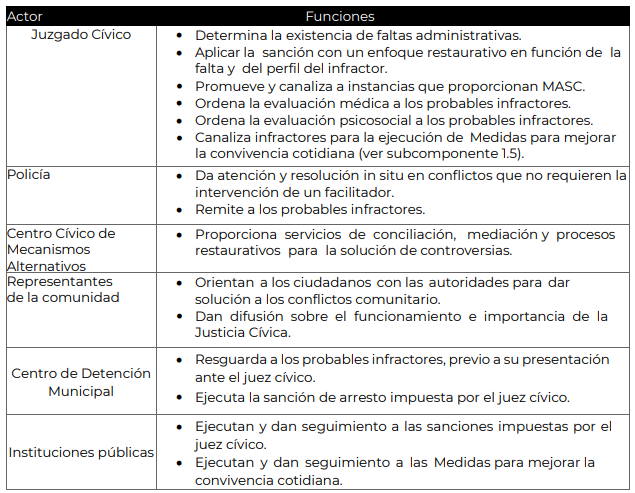 Actor Funciones
Juzgado Cívico
• Determina la existencia de faltas administrativas.
• Aplicar la sanción con un enfoque restaurativo en función de la
falta y del perfil del infractor.
• Promueve y canaliza a instancias que proporcionan MASC.
• Ordena la evaluación médica a los probables infractores.
• Ordena la evaluación psicosocial a los probables infractores.
• Canaliza infractores para la ejecución de Medidas para mejorar
la convivencia cotidiana (ver subcomponente 1.5).
Policía
• Da atención y resolución in situ en conflictos que no requieren la
intervención de un facilitador.
• Remite a los probables infractores.
Centro Cívico de
Mecanismos
Alternativos
• Proporciona servicios de conciliación, mediación y procesos
restaurativos para la solución de controversias.
Representantes
de la comunidad
• Orientan a los ciudadanos con las autoridades para dar
solución a los conflictos comunitario.
• Dan difusión sobre el funcionamiento e importancia de la
Justicia Cívica.
Centro de Detención
Municipal
• Resguarda a los probables infractores, previo a su presentación
ante el juez cívico.
• Ejecuta la sanción de arresto impuesta por el juez cívico.
Instituciones públicas
• Ejecutan y dan seguimiento a las sanciones impuestas por el
juez cívico.
• Ejecutan y dan seguimiento a las Medidas para mejorar la
convivencia cotidiana.